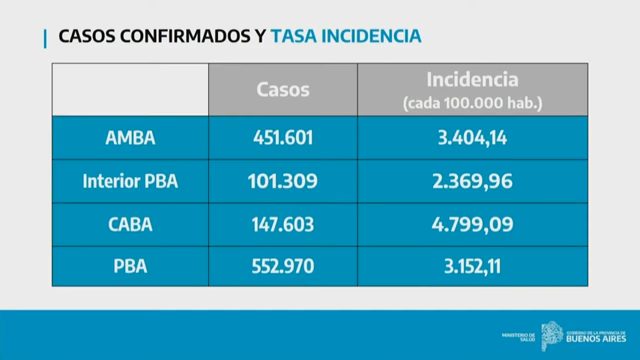 CASOS CONFIRMADOS Y TASA INCIDENCIA
Casos
Incidencia
(cada 100.000 hab.)
AMBA 451.601 3.404,14
Interior PBA 101.309 2.369,96
CABA 147.603 4.799,09
PBA 552.970 3.152,11
MINISTERIO DE
SALUD
GOBIERNO DE LA PROVINCIA DE
BUENOS AIRES